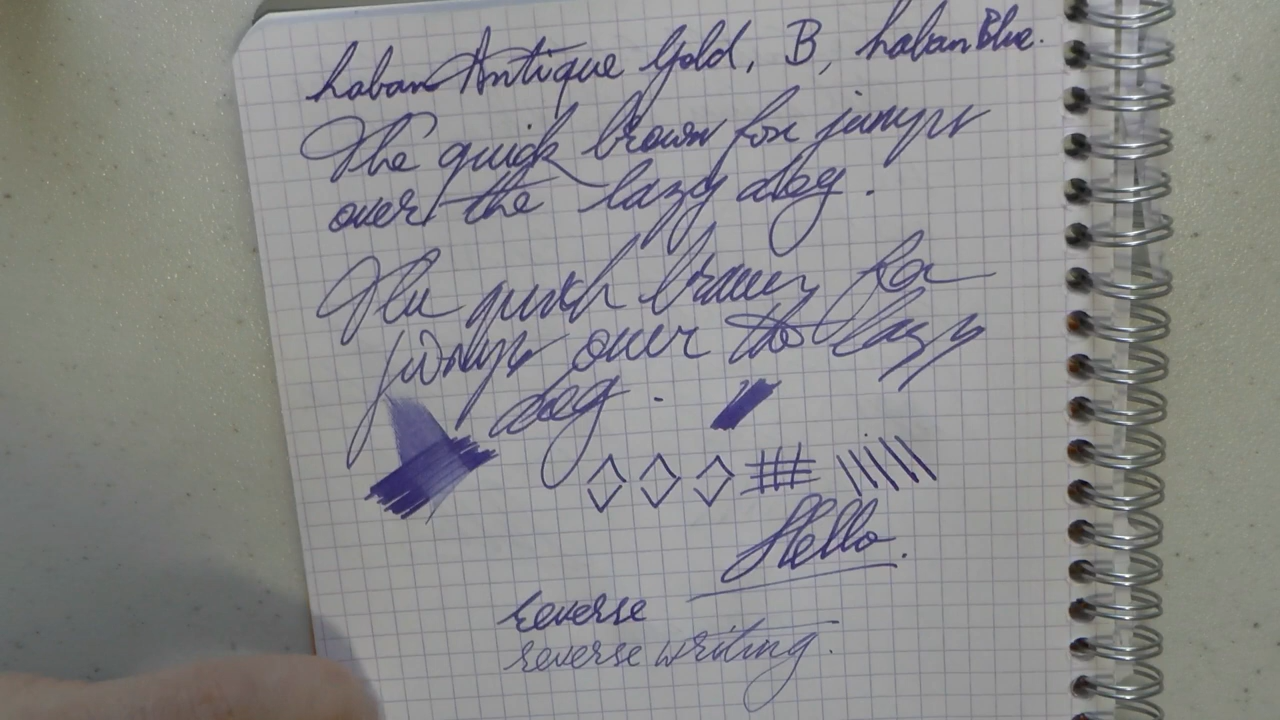 Laban Antique Gold, B, Laban Blue.
The quick brown fox jumps
over the lazy dog.
The quick brown fox
jumps over the lazy
dog.
Hello.
reverse
reverse writing.